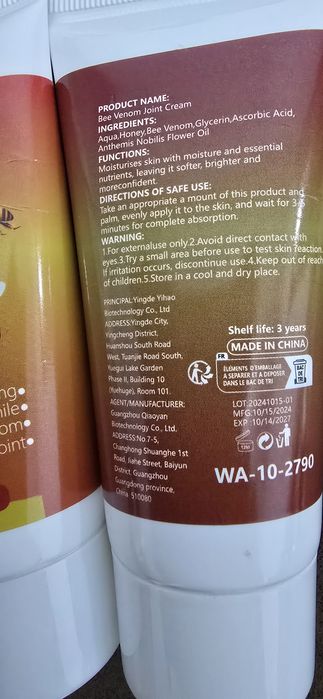 PRODUCT NAME:
Bee Venom Joint Cream
INGREDIENTS:
Aqua,Honey,Bee Venom,Glycerin,Ascorbic Acid,
Anthemis Nobilis Flower Oil
FUNCTIONS:
Moisturises skin with moisture and essential
nutrients, leaving it softer, brighter and
moreconfident.
DIRECTIONS OF SAFE USE:
Take an appropriate a mount of this product and
palm, evenly apply it to the skin, and wait for 3-5
minutes for complete absorption.
WARNING:
1.For externaluse only.2.Avoid direct contact with
eyes.3.Try a small area before use to test skin reaction.
If irritation occurs, discontinue use.4.Keep out of reach
of children.5.Store in a cool and dry place.
PRINCIPAL:Yingde Yihao
Biotechnology Co., Ltd
ADDRESS:Yingde City,
Yingcheng District,
Huanshou South Road
West, Tuanjie Road South,
Yuegui Lake Garden
Phase II, Building 10
(Yuehuge), Room 101.
AGENT/MANUFACTURER:
Guangzhou Qiaoyan
Biotechnology Co., Ltd.
ADDRESS:No 7-5,
Changhong Shuanghe 1st
Road, Jiahe Street, Baiyun
District, Guangzhou
Guangdong province,
China 510080
Shelf life: 3 years
MADE IN CHINA
FR
ÉLÉMENTS D'EMBALLAGE
A SEPARER ET A DEPOSER
DANS LE BAC DE TRI
BAC
DE
TRI
LOT:20241015-01
MFG:10/15/2024
EXP:10/14/2027
WA-10-2790
ng•
nile•
om•
oint•